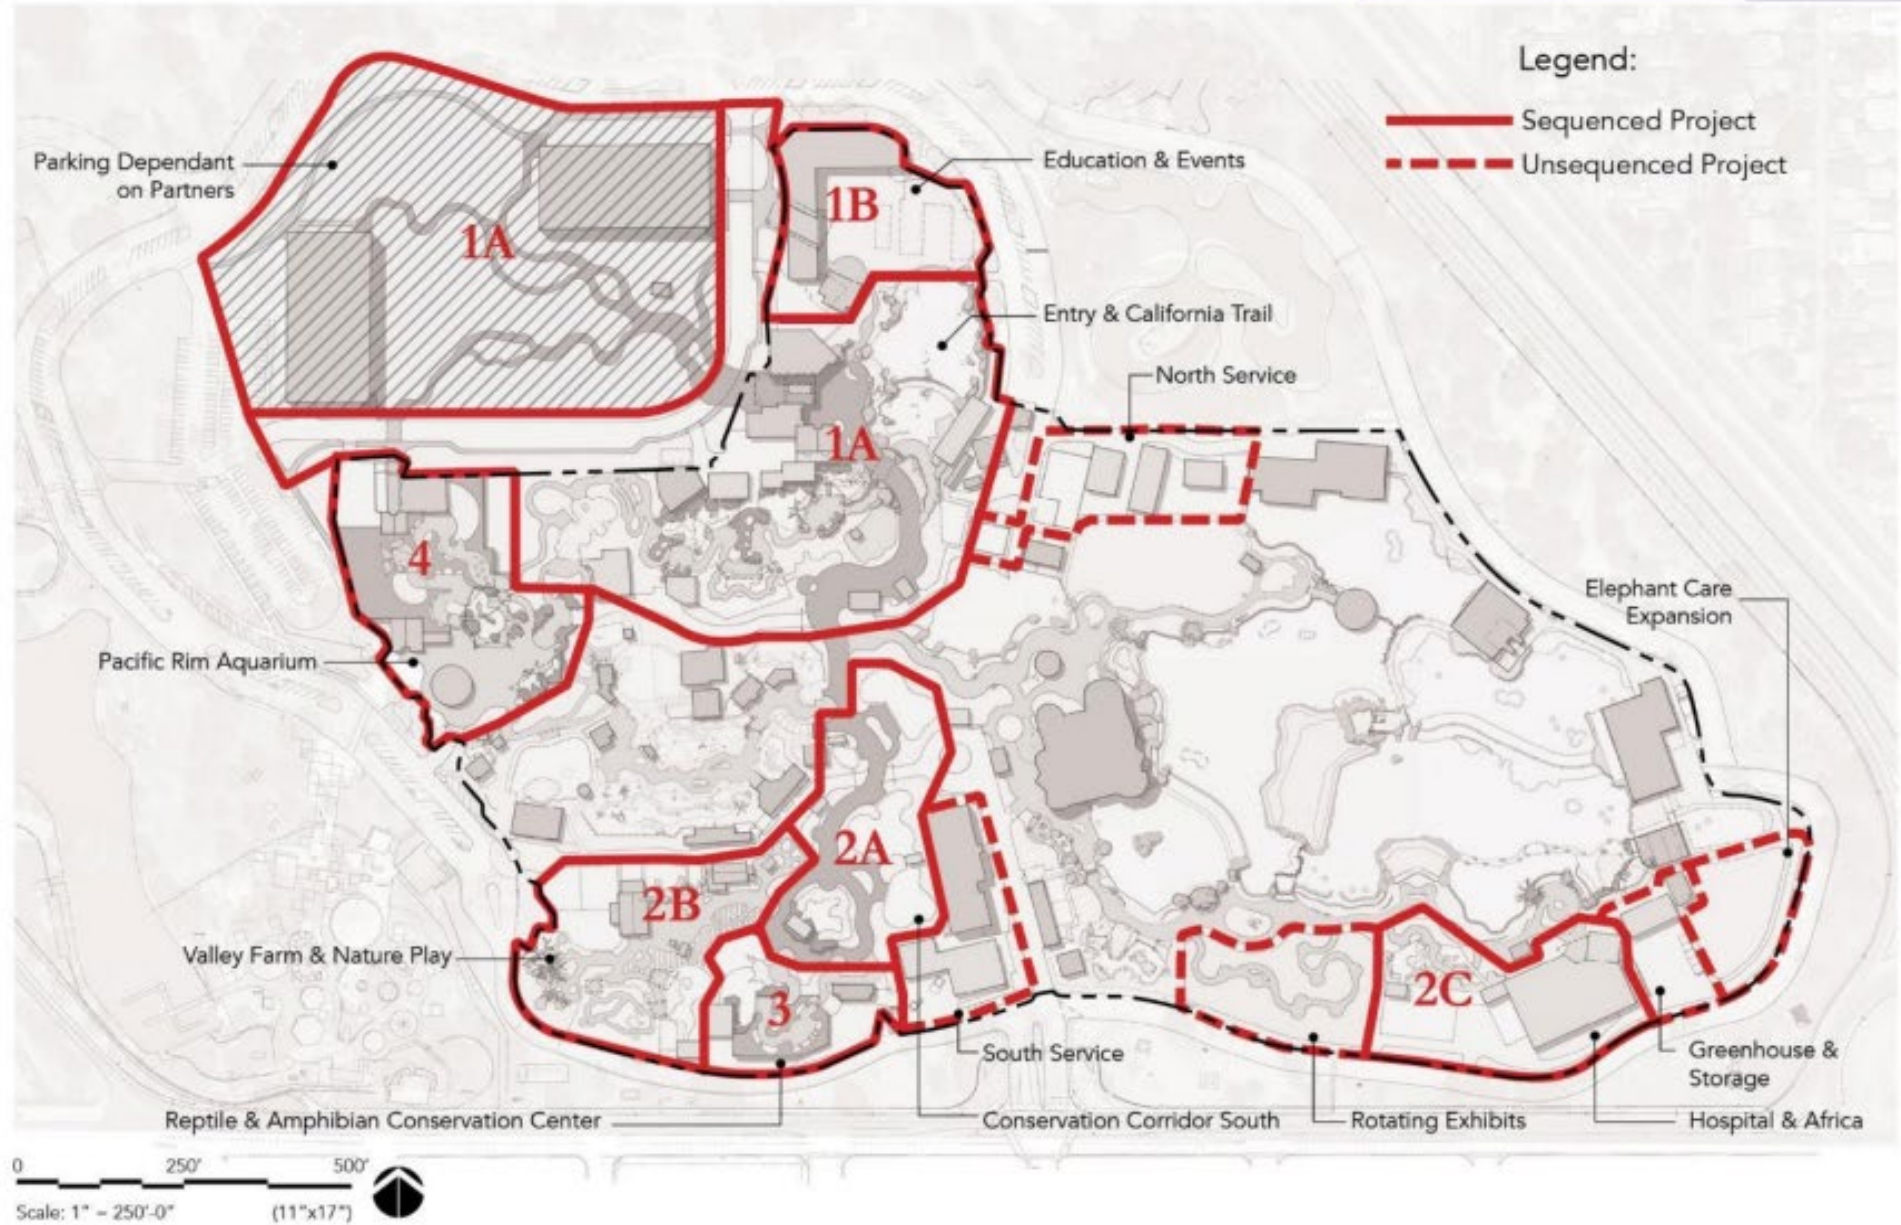 Legend:
Sequenced Project
Unsequenced Project
Parking Dependant
on Partners
Education & Events
1B
1A
Entry & California Trail
North Service
1A
4
Elephant Care
Expansion
Pacific Rim Aquarium
2A
2B
Valley Farm & Nature Play
2C
3
South Service
Greenhouse &
Storage
Reptile & Amphibian Conservation Center
Conservation Corridor South
Rotating Exhibits
Hospital & Africa
0 250' 500'
Scale: 1" = 250'-0" (11"x17")